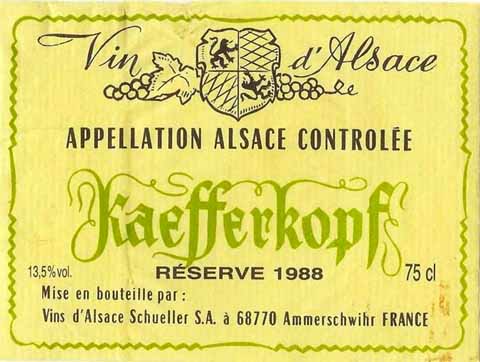 Vin d'Alsace
APPELLATION ALSACE CONTROLÉE
Kaefferkopf
13,5% vol. RÉSERVE 1988 75 cl
Mise en bouteille par :
Vins d'Alsace Schueller S.A. à 68770 Ammerschwihr FRANCE